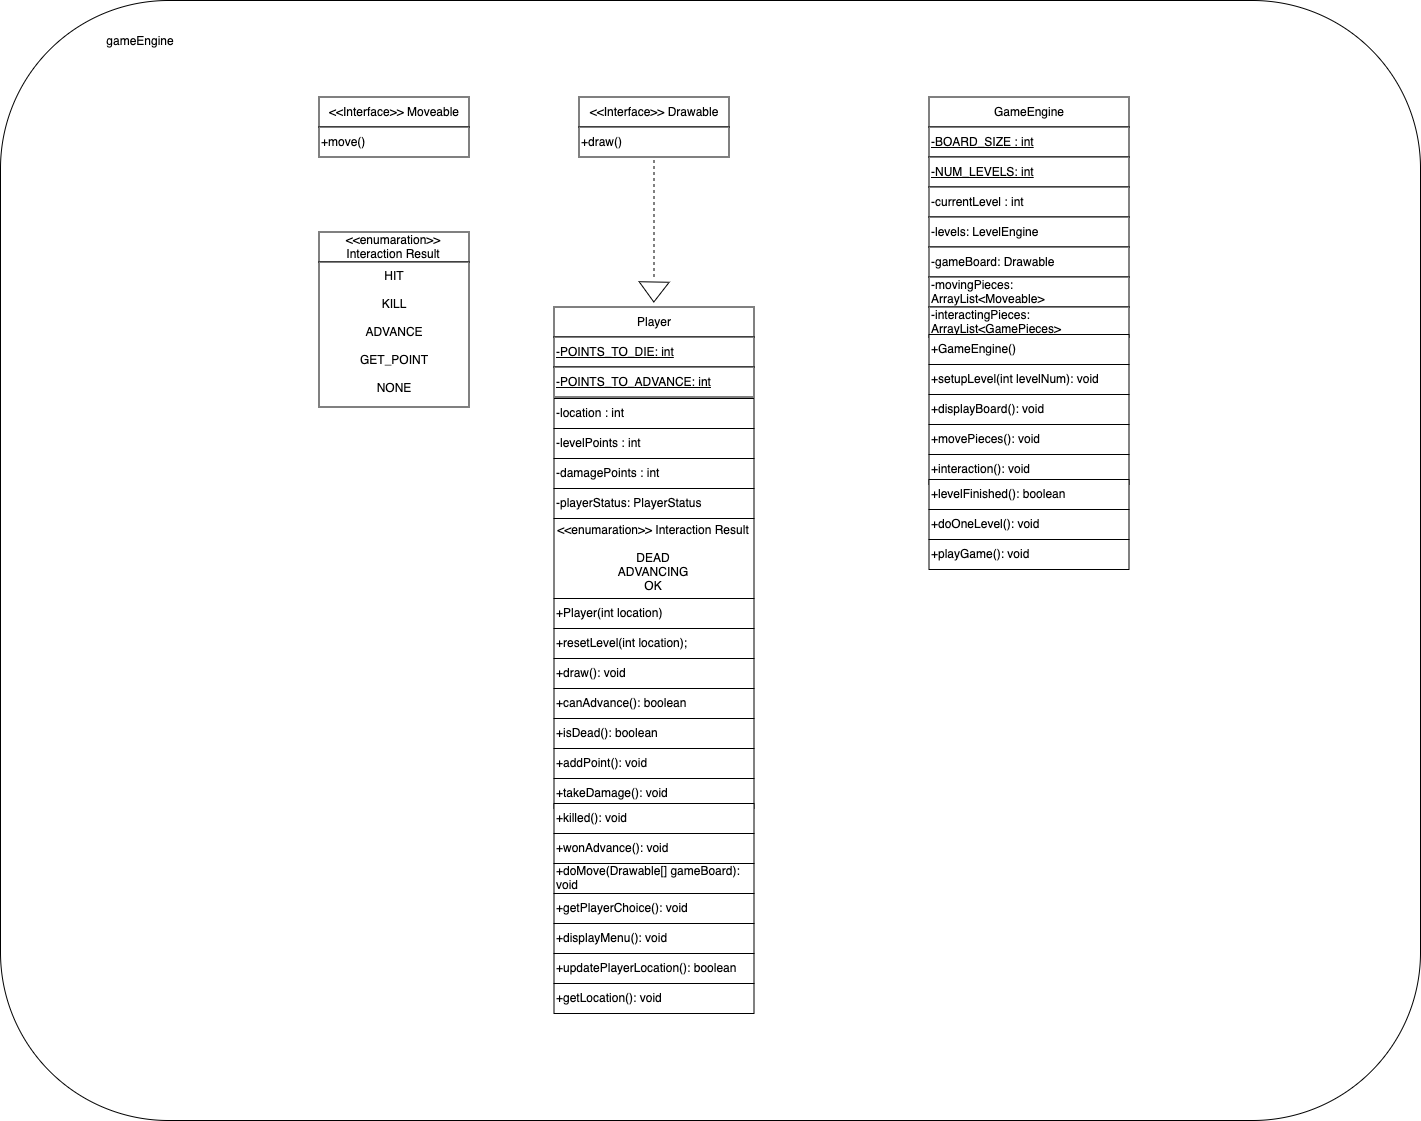 gameEngine
<<Interface>> Moveable
+move()
<<enumaration>>
Interaction Result
HIT
KILL
ADVANCE
GET_POINT
NONE
<<Interface>> Drawable
+draw()
Player
-POINTS_TO_DIE: int
-POINTS_TO_ADVANCE: int
-location : int
-levelPoints : int
-damagePoints : int
-playerStatus: PlayerStatus
<<enumaration>> Interaction Result
DEAD
ADVANCING
OK
+Player(int location)
+resetLevel(int location);
+draw(): void
+canAdvance(): boolean
+isDead(): boolean
+addPoint(): void
+takeDamage(): void
+killed(): void
+wonAdvance(): void
+doMove(Drawable[] gameBoard):
void
+getPlayerChoice(): void
+displayMenu(): void
+updatePlayerLocation(): boolean
+getLocation(): void
GameEngine
-BOARD_SIZE : int
-NUM_LEVELS: int
-currentLevel : int
-levels: LevelEngine
-gameBoard: Drawable
-movingPieces:
ArrayList<Moveable>
-interactingPieces:
ArrayList<GamePieces>
+GameEngine()
+setupLevel(int levelNum): void
+displayBoard(): void
+movePieces(): void
+interaction(): void
+levelFinished(): boolean
+doOneLevel(): void
+playGame(): void